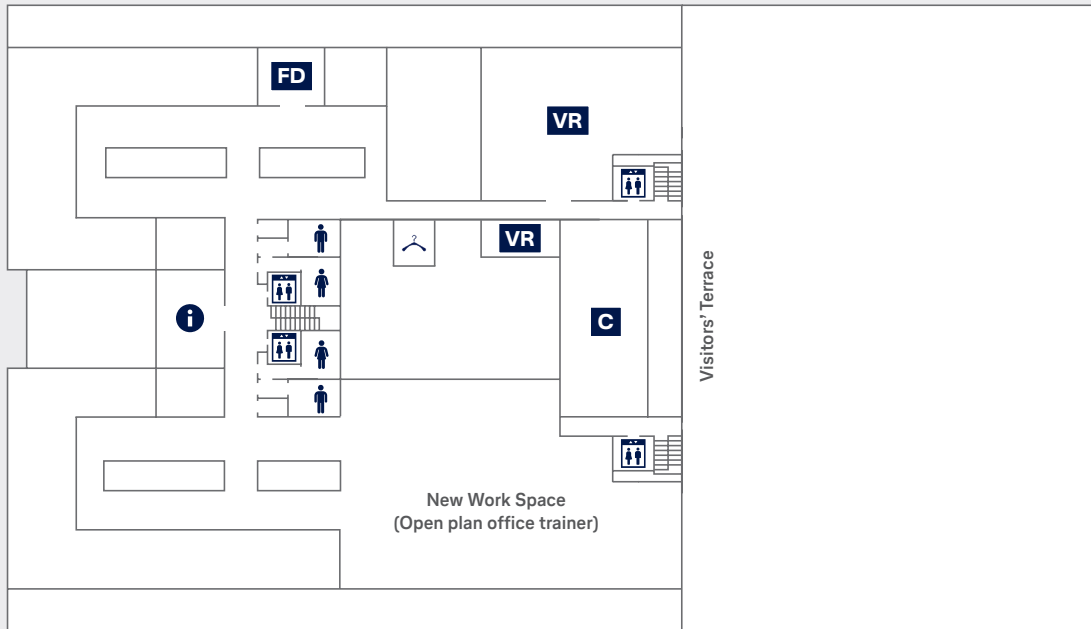 FD
VR
VR
i
C
Visitors' Terrace
New Work Space
(Open plan office trainer)